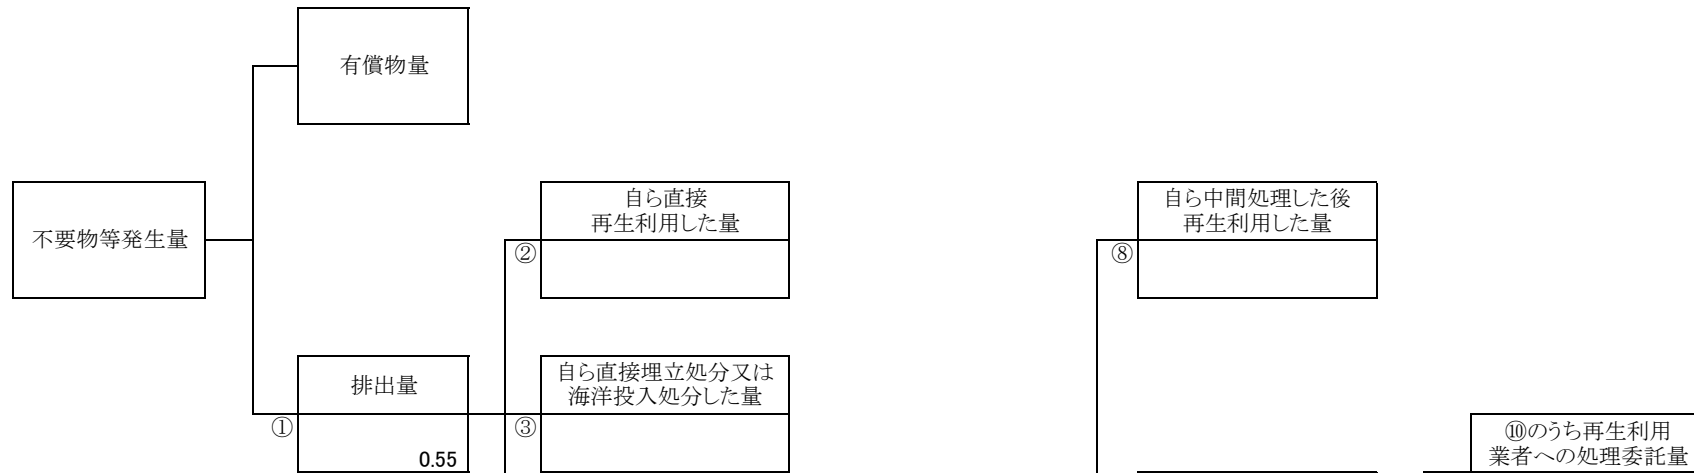 有償物量
不要物等発生量
自ら直接
再生利用した量
②
自ら中間処理した後
再生利用した量
⑧
排出量
①
0.55
自ら直接埋立処分又は
海洋投入処分した量
③
⑩のうち再生利用
業者への処理委託量